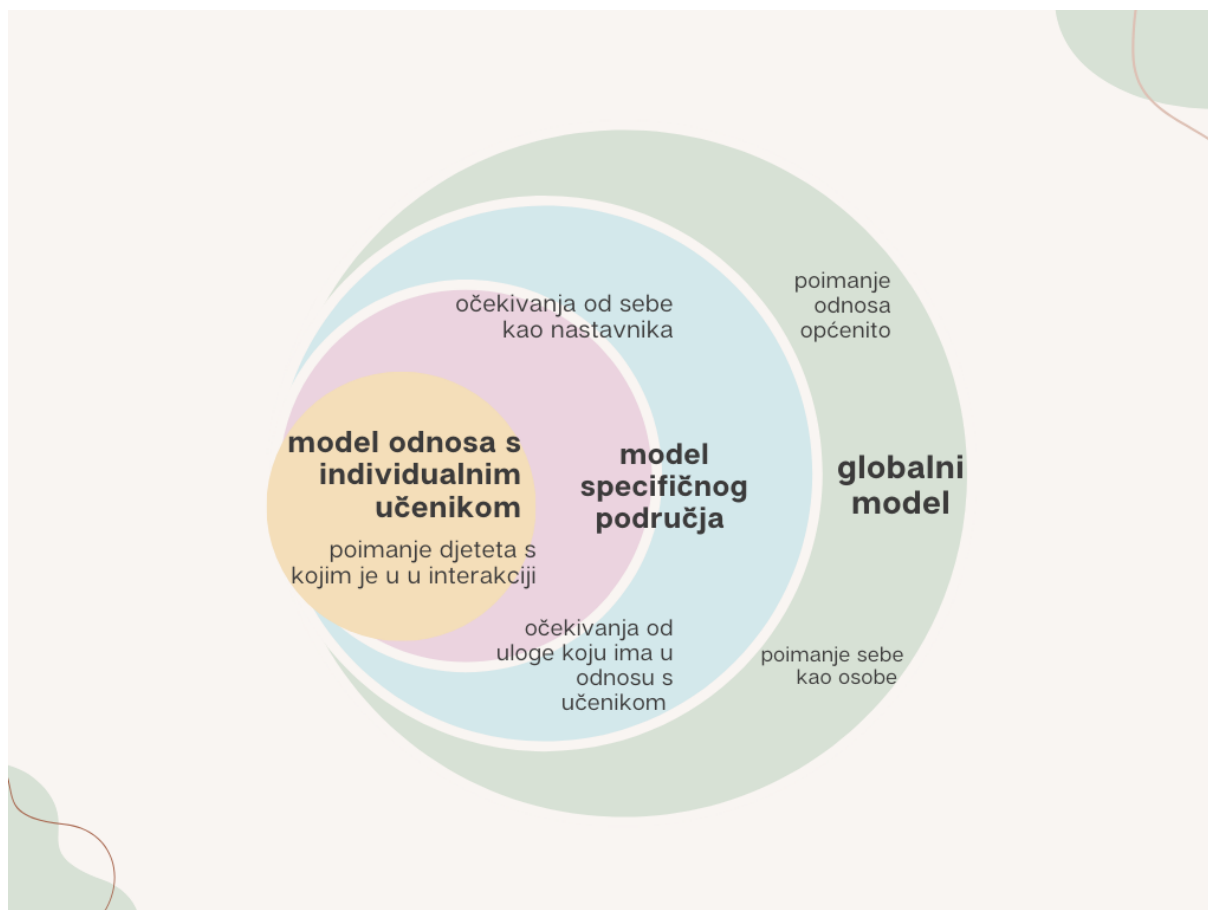 model odnosa s
individualnim
učenikom
poimanje djeteta s
kojim je u u interakciji
očekivanja od sebe
kao nastavnika
model
specifičnog
područja
očekivanja od
uloge koju ima u
odnosu s
učenikom
poimanje
odnosa
općenito
globalni
model
poimanje sebe
kao osobe